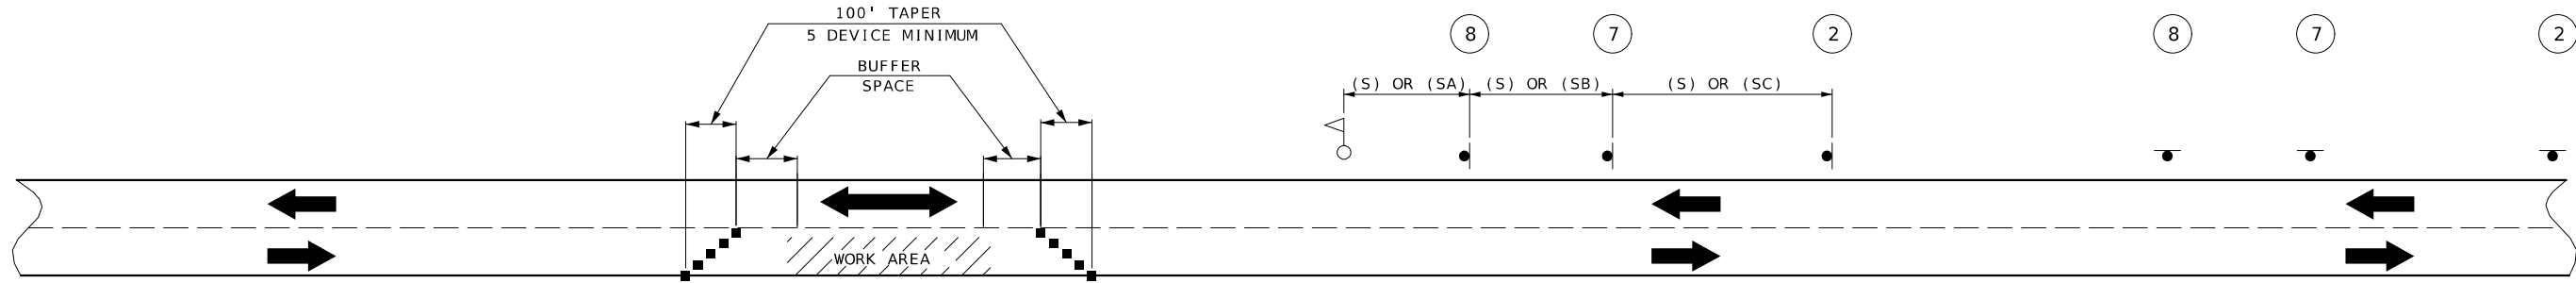 100' TAPER
5 DEVICE MINIMUM
BUFFER
SPACE
8
7
2
8
7
2
(S) OR (SA)
(S) OR (SB)
(S) OR (SC)
WORK AREA